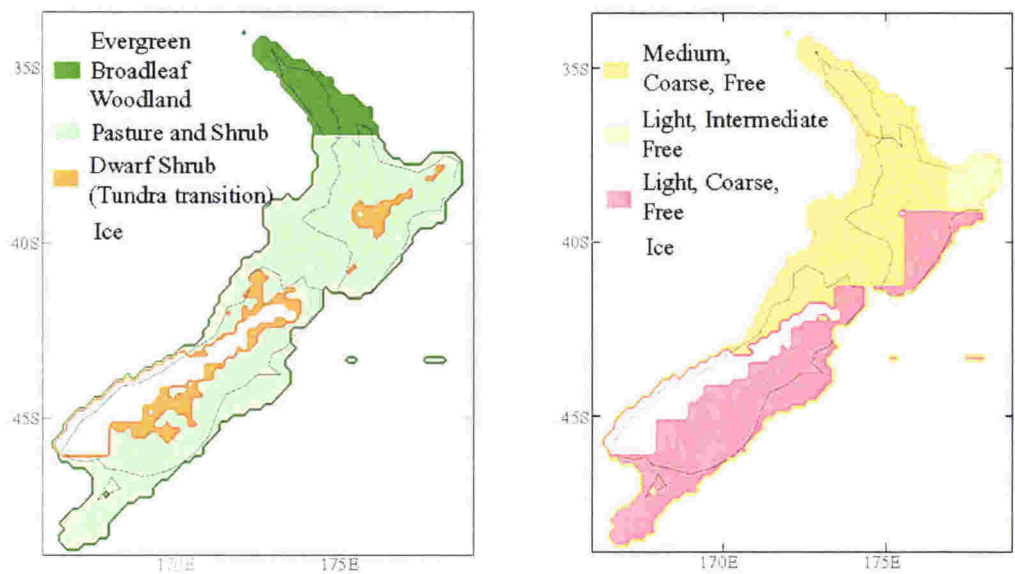 Evergreen
Broadleaf
Woodland
Pasture and Shrub
Dwarf Shrub
(Tundra transition)
Ice
35S
40S
45S
170E
175E
Medium,
Coarse, Free
Light, Intermediate
Free
Light, Coarse,
Free
Ice
35S
40S
45S
170E
175E